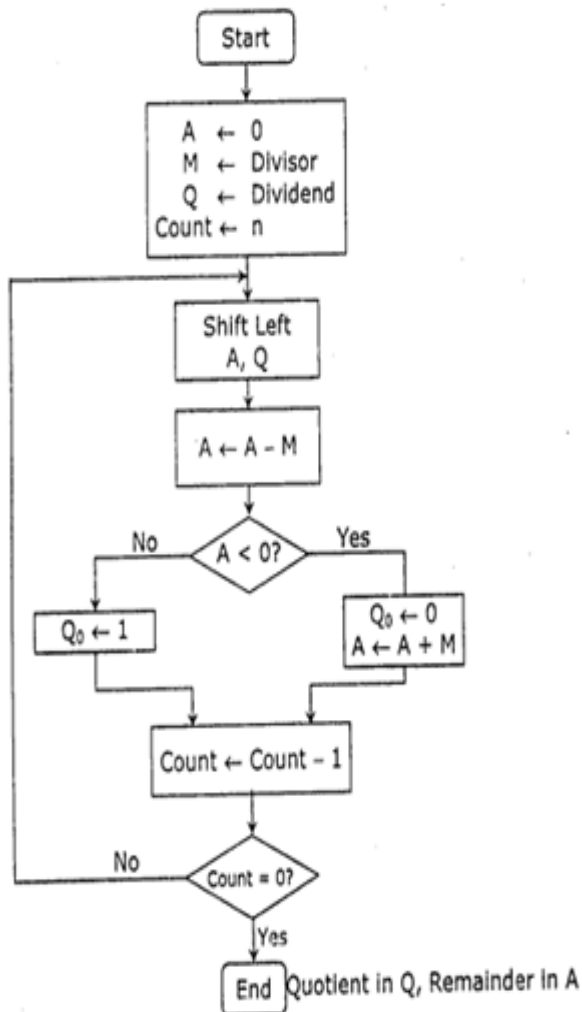 Start
A ← 0
M ← Divisor
Q ← Dividend
Count ← n
Shift Left
A, Q
A ← A – M
No
A < 0?
Yes
Q₀ ← 1
Q₀ ← 0
A ← A + M
Count ← Count – 1
No
Count = 0?
Yes
End
Quotient in Q, Remainder in A